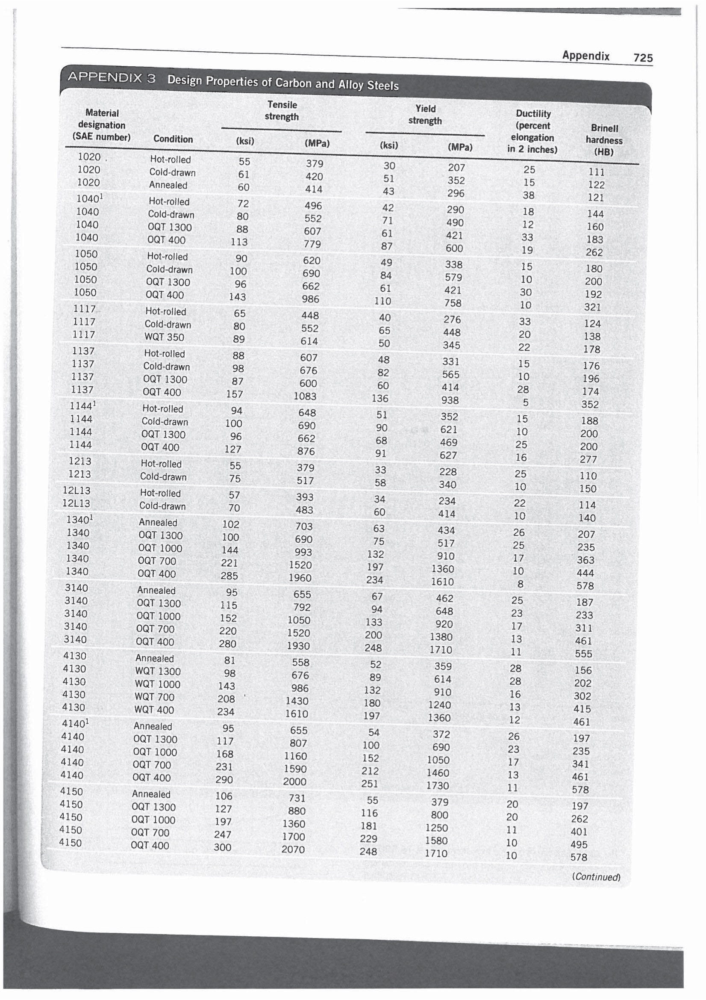 Appendix 725
APPENDIX 3 Design Properties of Carbon and Alloy Steels
Material designation (SAE number) Condition Tensile strength (ksi) (MPa) Yield strength (ksi) (MPa) Ductility (percent elongation in 2 inches) Brinell hardness (HB)
1020 Hot-rolled 55 379 30 207 25 111
1020 Cold-drawn 61 420 51 352 15 122
1020 Annealed 60 414 43 296 38 121
1040¹ Hot-rolled 72 496 42 290 18 144
1040 Cold-drawn 80 552 71 490 12 160
1040 OQT 1300 88 607 61 421 33 183
1040 OQT 400 113 779 87 600 19 262
1050 Hot-rolled 90 620 49 338 15 180
1050 Cold-drawn 100 690 84 579 10 200
1050 OQT 1300 96 662 61 421 30 192
1050 OQT 400 143 986 110 758 10 321
1117 Hot-rolled 65 448 40 276 33 124
1117 Cold-drawn 80 552 65 448 20 138
1117 WQT 350 89 614 50 345 22 178
1137 Hot-rolled 88 607 48 331 15 176
1137 Cold-drawn 98 676 82 565 10 196
1137 OQT 1300 87 600 60 414 28 174
1137 OQT 400 157 1083 136 938 5 352
1144¹ Hot-rolled 94 648 51 352 15 188
1144 Cold-drawn 100 690 90 621 10 200
1144 OQT 1300 96 662 68 469 25 200
1144 OQT 400 127 876 91 627 16 277
1213 Hot-rolled 55 379 33 228 25 110
1213 Cold-drawn 75 517 58 340 10 150
12L13 Hot-rolled 57 393 34 234 22 114
12L13 Cold-drawn 70 483 60 414 10 140
1340¹ Annealed 102 703 63 434 26 207
1340 OQT 1300 100 690 75 517 25 235
1340 OQT 1000 144 993 132 910 17 363
1340 OQT 700 221 1520 197 1360 10 444
1340 OQT 400 285 1960 234 1610 8 578
3140 Annealed 95 655 67 462 25 187
3140 OQT 1300 115 792 94 648 23 233
3140 OQT 1000 152 1050 133 920 17 311
3140 OQT 700 220 1520 200 1380 13 461
3140 OQT 400 280 1930 248 1710 11 555
4130 Annealed 81 558 52 359 28 156
4130 WQT 1300 98 676 89 614 28 202
4130 WQT 1000 143 986 132 910 16 302
4130 WQT 700 208 1430 180 1240 13 415
4130 WQT 400 234 1610 197 1360 12 461
4140¹ Annealed 95 655 54 372 26 197
4140 OQT 1300 117 807 100 690 23 235
4140 OQT 1000 168 1160 152 1050 17 341
4140 OQT 700 231 1590 212 1460 13 461
4140 OQT 400 290 2000 251 1730 11 578
4150 Annealed 106 731 55 379 20 197
4150 OQT 1300 127 880 116 800 20 262
4150 OQT 1000 197 1360 181 1250 11 401
4150 OQT 700 247 1700 229 1580 10 495
4150 OQT 400 300 2070 248 1710 10 578
(Continued)